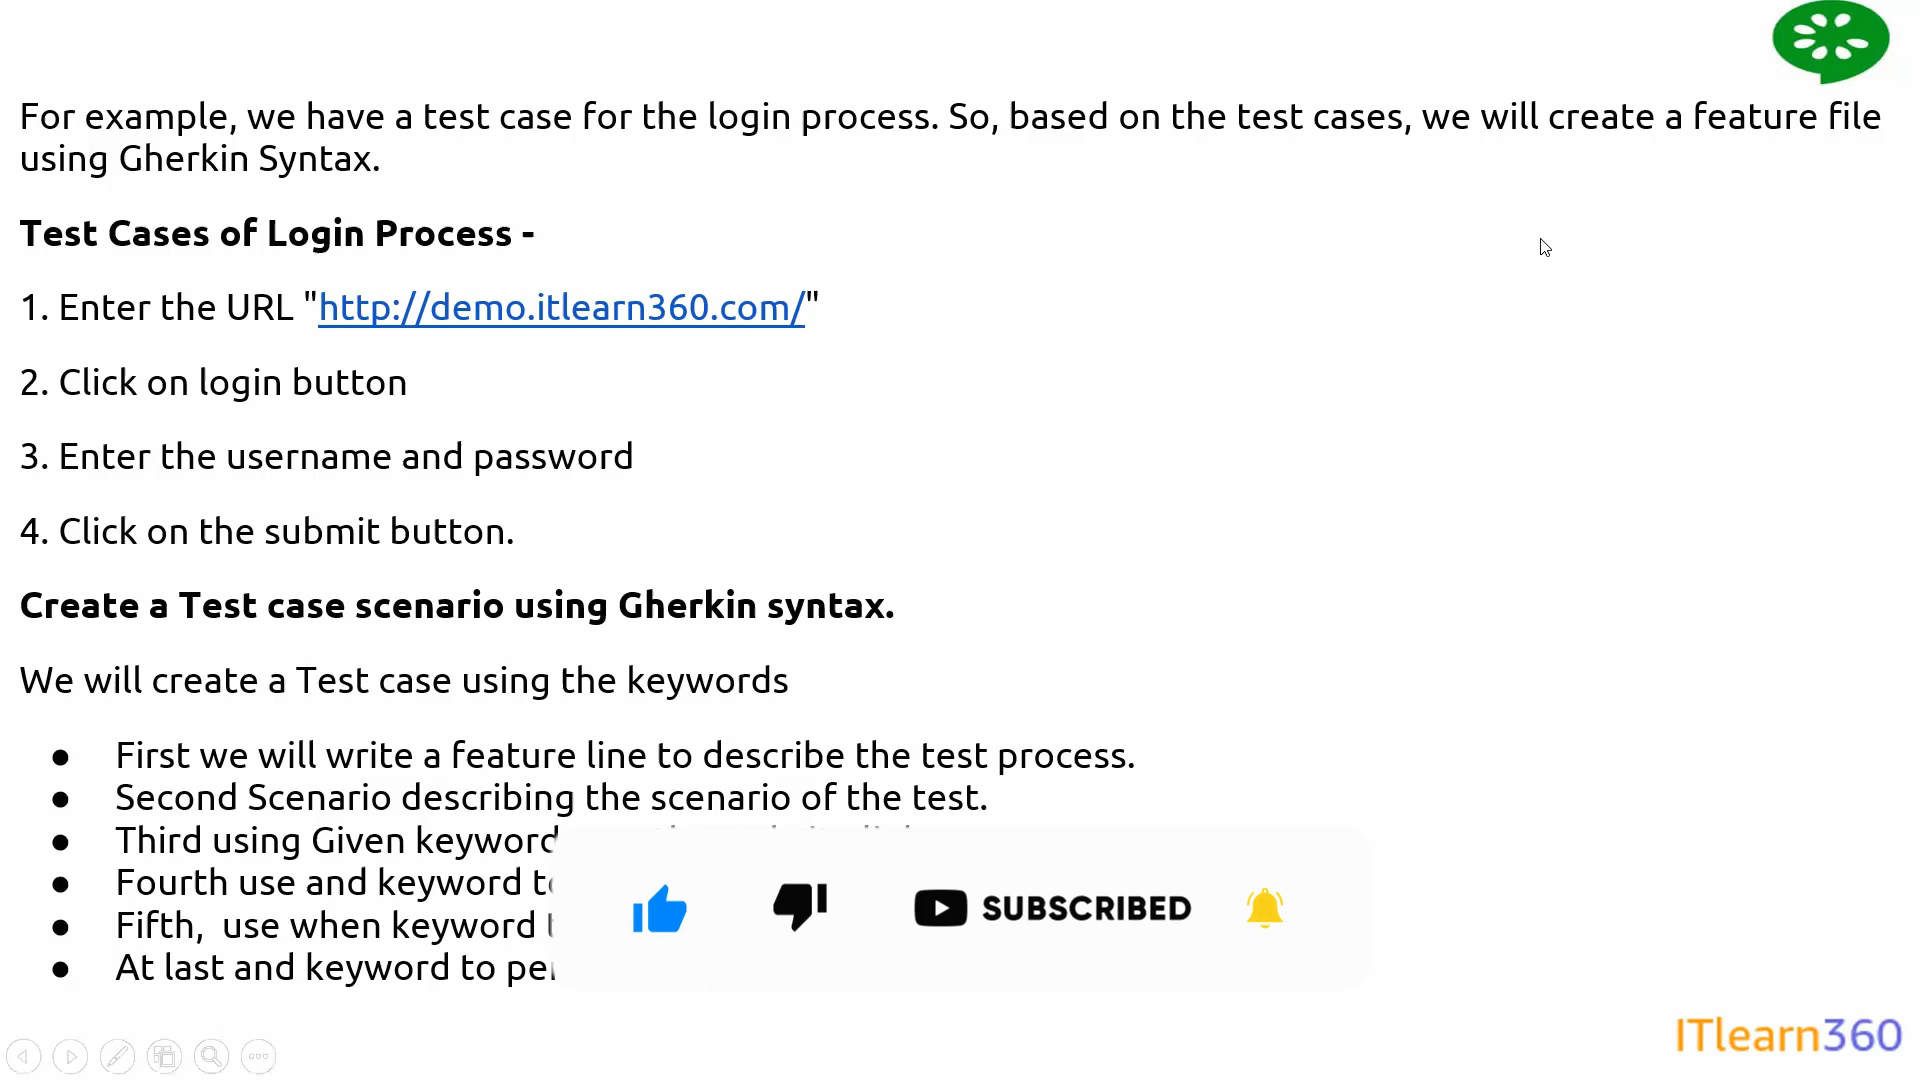 For example, we have a test case for the login process. So, based on the test cases, we will create a feature file
using Gherkin Syntax.
Test Cases of Login Process -
1. Enter the URL "http://demo.itlearn360.com/"
2. Click on login button
3. Enter the username and password
4. Click on the submit button.
Create a Test case scenario using Gherkin syntax.
We will create a Test case using the keywords
● First we will write a feature line to describe the test process.
● Second Scenario describing the scenario of the test.
● Third using Given keyword
● Fourth use and keyword
● Fifth, use when keyword
● At last and keyword to
SUBSCRIBED
ITlearn360